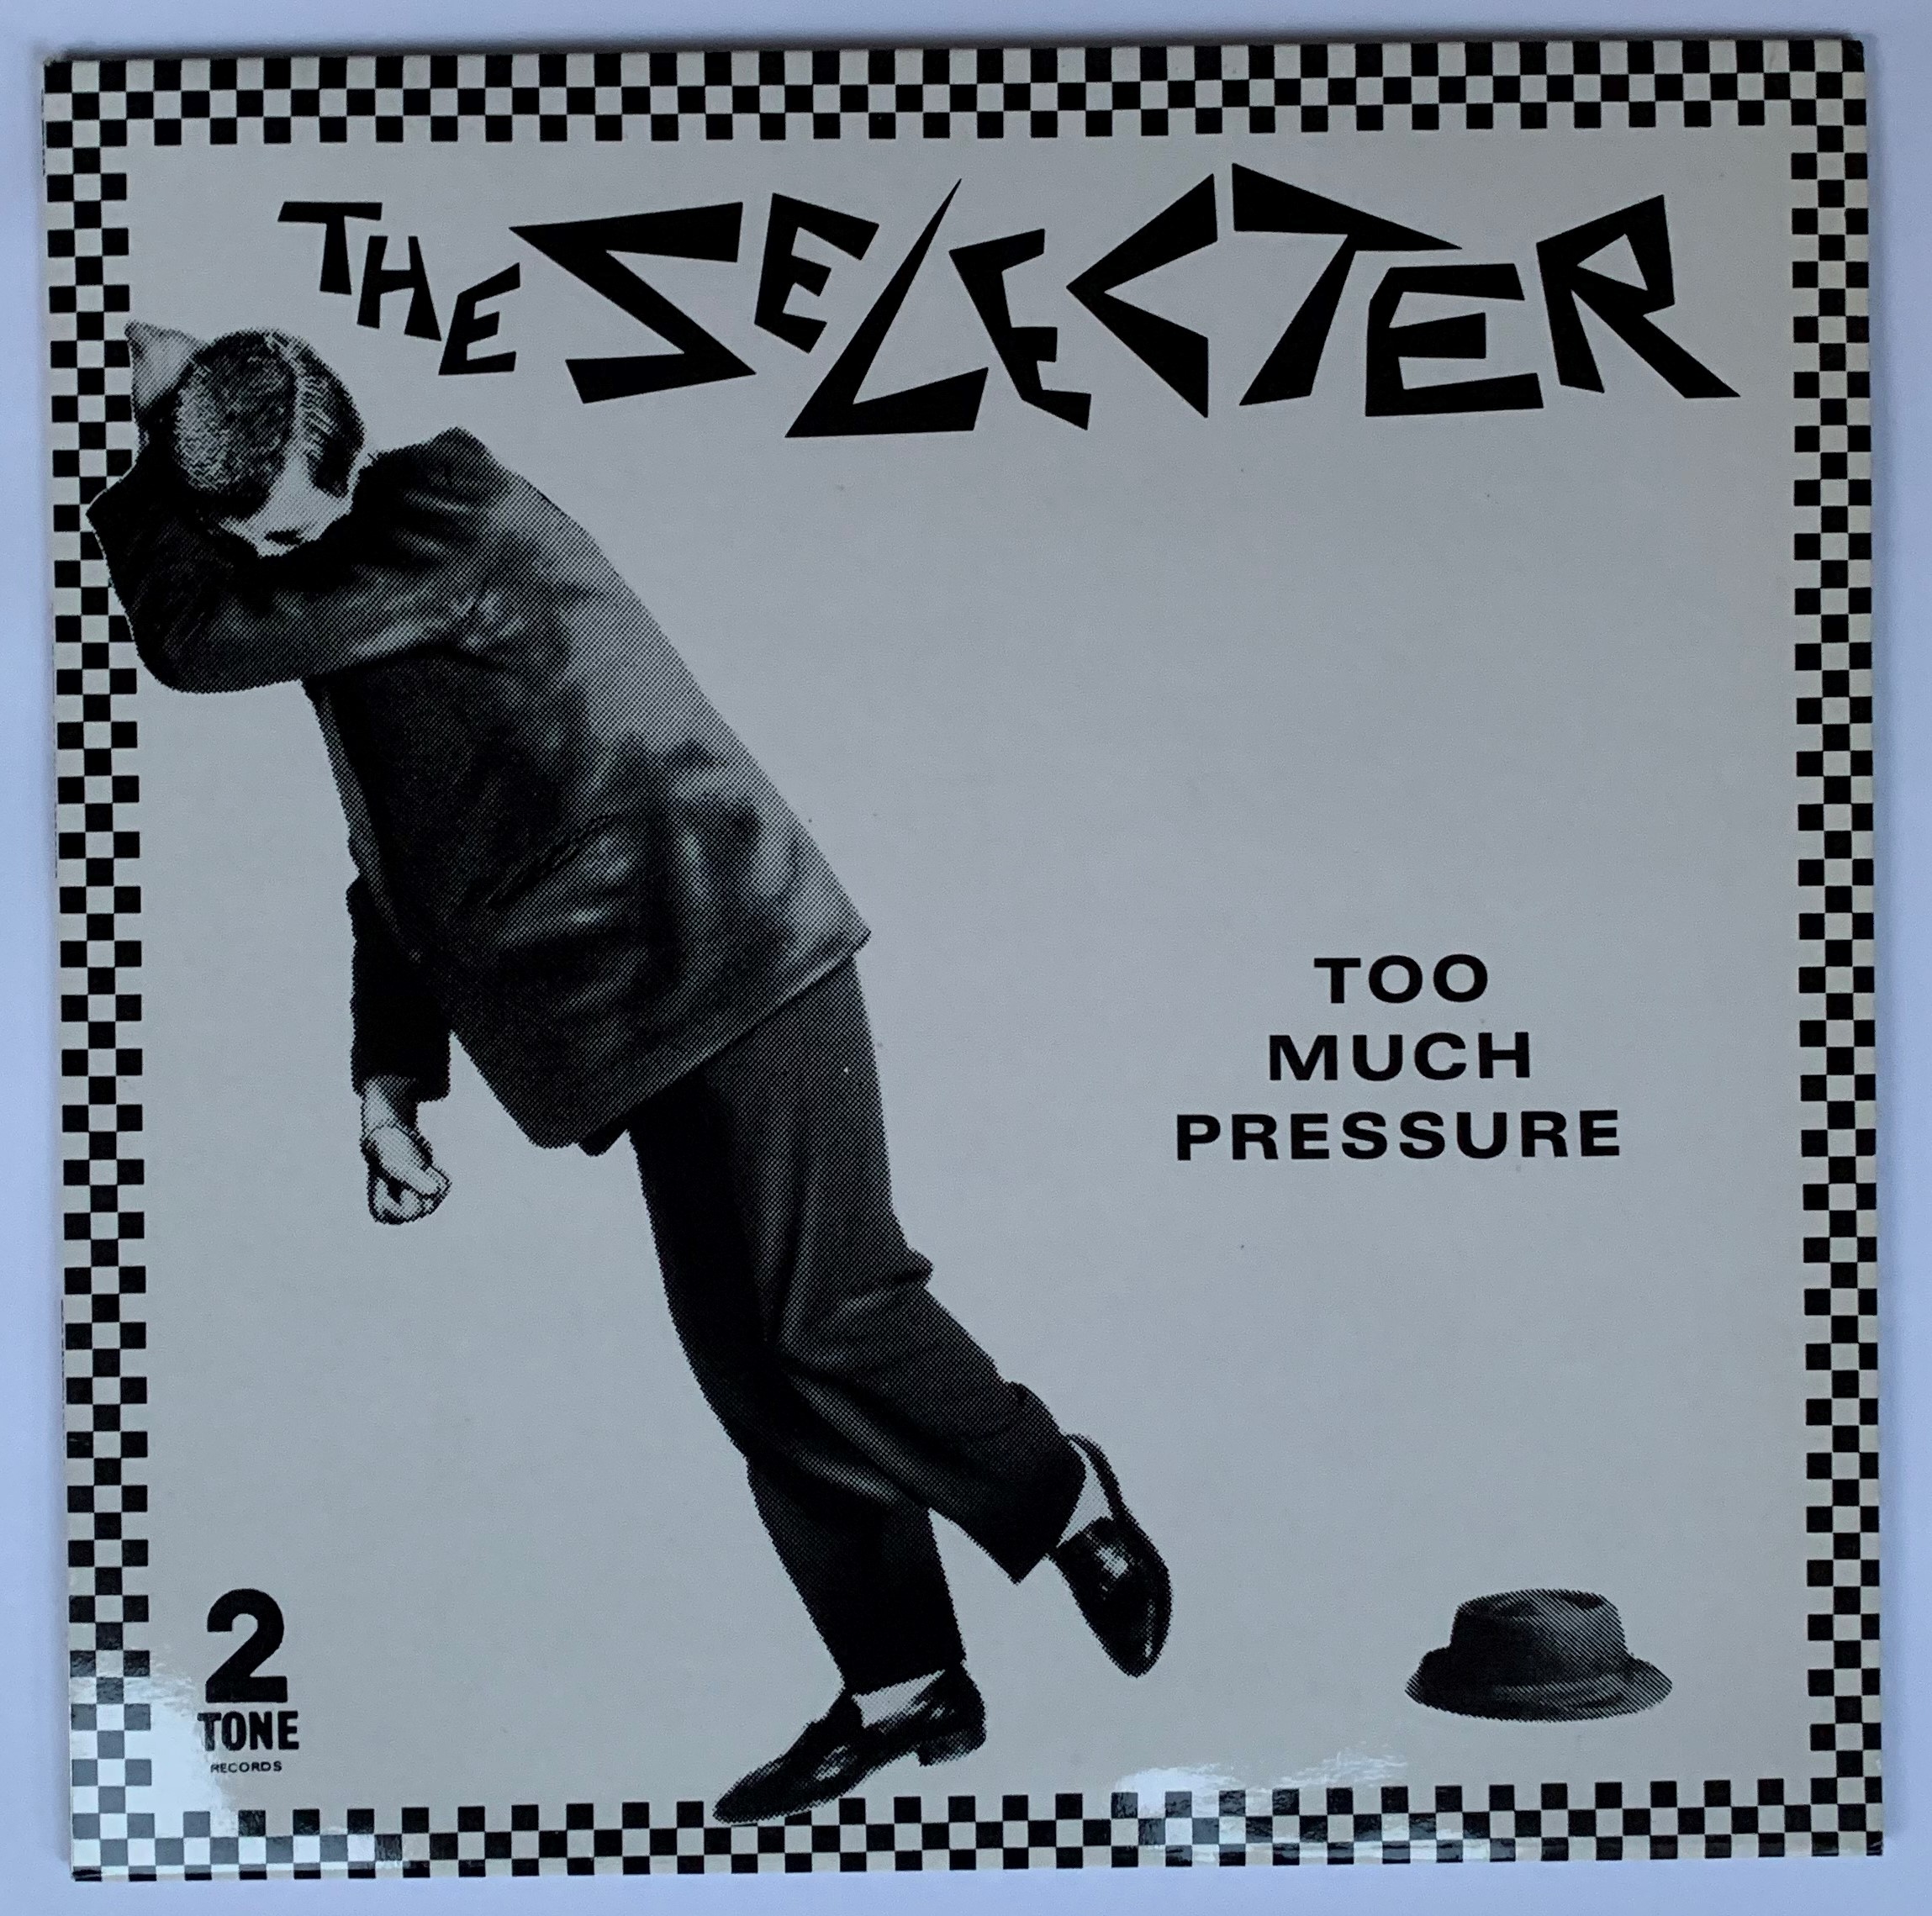 THE SELECTER
TOO
MUCH
PRESSURE
2
TONE
RECORDS